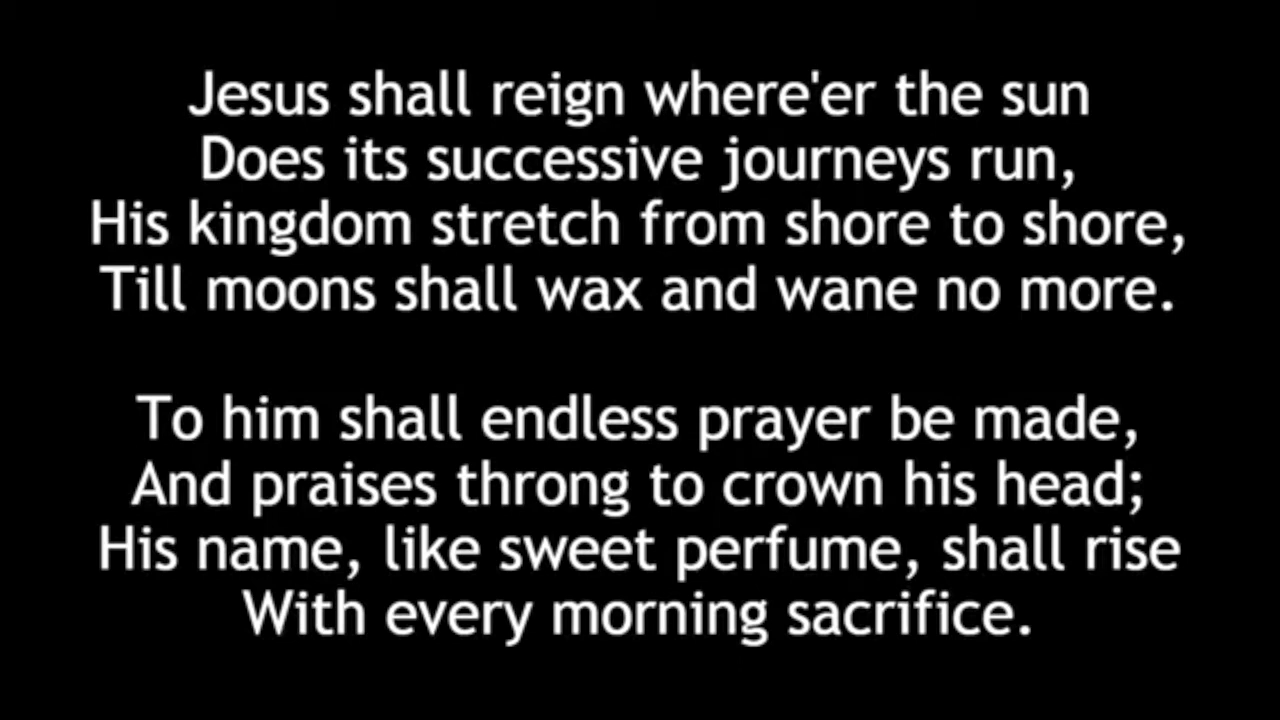 Jesus shall reign where'er the sun
Does its successive journeys run,
His kingdom stretch from shore to shore,
Till moons shall wax and wane no more.
To him shall endless prayer be made,
And praises throng to crown his head;
His name, like sweet perfume, shall rise
With every morning sacrifice.